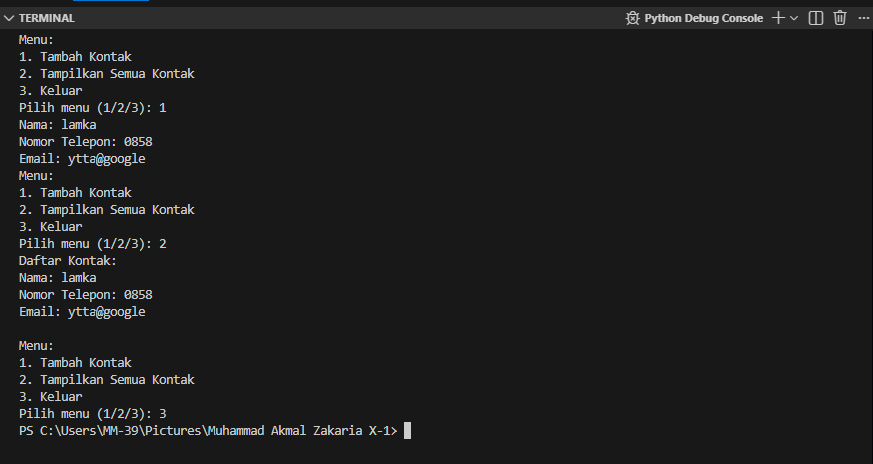 TERMINAL
Python Debug Console
Menu:
1. Tambah Kontak
2. Tampilkan Semua Kontak
3. Keluar
Pilih menu (1/2/3): 1
Nama: lamka
Nomor Telepon: 0858
Email: ytta@google
Menu:
1. Tambah Kontak
2. Tampilkan Semua Kontak
3. Keluar
Pilih menu (1/2/3): 2
Daftar Kontak:
Nama: lamka
Nomor Telepon: 0858
Email: ytta@google
Menu:
1. Tambah Kontak
2. Tampilkan Semua Kontak
3. Keluar
Pilih menu (1/2/3): 3
PS C:\Users\MM-39\Pictures\Muhammad Akmal Zakaria X-1>